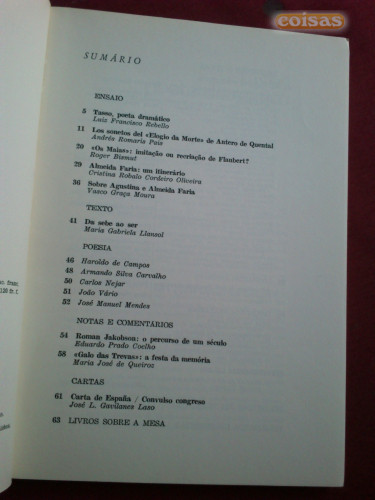 coisas
SUMÁRIO
ENSAIO
5 Tasso, poeta dramático
Luiz Francisco Rebello
11 Los sonetos del «Elogio da Morte» de Antero de Quental
Andrés Romarís Pais
20 «Os Maias»: imitação ou recriação de Flaubert?
Roger Bismut
29 Almeida Faria: um itinerário
Cristina Robalo Cordeiro Oliveira
36 Sobre Agustina e Almeida Faria
Vasco Graça Moura
TEXTO
41 Da sebe ao ser
Maria Gabriela Llansol
POESIA
46 Haroldo de Campos
48 Armando Silva Carvalho
50 Carlos Nejar
51 João Vário
52 José Manuel Mendes
NOTAS E COMENTÁRIOS
54 Roman Jakobson: o percurso de um século
Eduardo Prado Coelho
58 «Galo das Trevas»: a festa da memória
Maria José de Queiroz
CARTAS
61 Carta de España / Convulso congreso
José L. Gavilanes Laso
63 LIVROS SOBRE A MESA